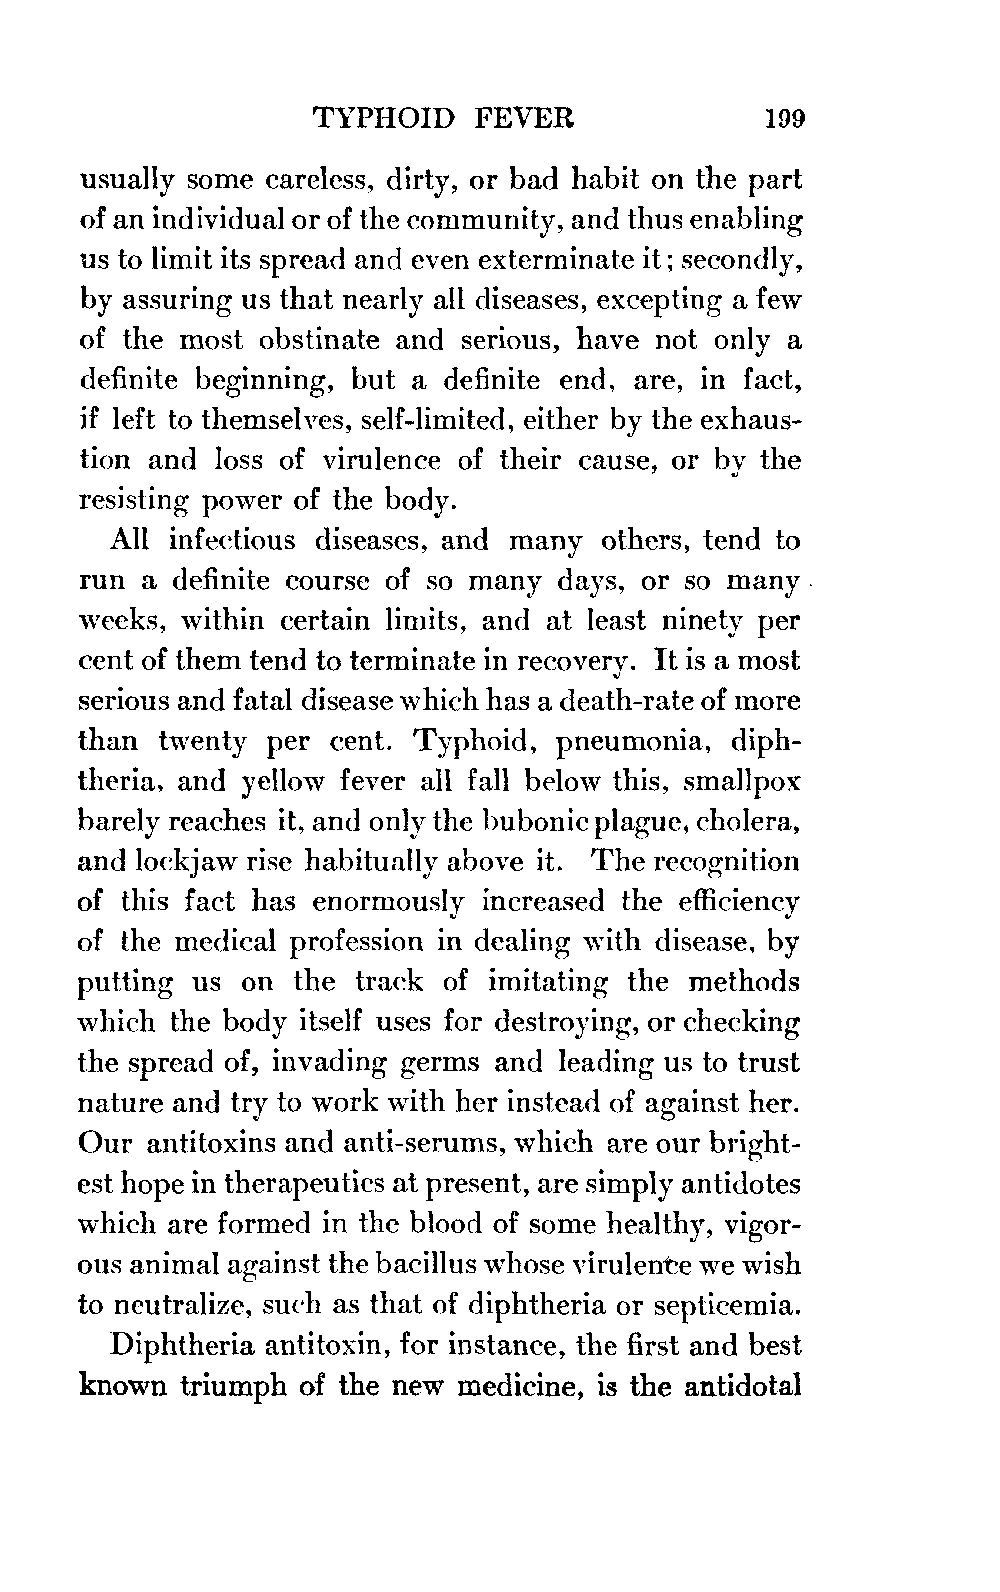 TYPHOID FEVER 199
usually some careless, dirty, or bad habit on the part
of an individual or of the community, and thus enabling
us to limit its spread and even exterminate it; secondly,
by assuring us that nearly all diseases, excepting a few
of the most obstinate and serious, have not only a
definite beginning, but a definite end, are, in fact,
if left to themselves, self-limited, either by the exhaus-
tion and loss of virulence of their cause, or by the
resisting power of the body.
All infectious diseases, and many others, tend to
run a definite course of so many days, or so many
weeks, within certain limits, and at least ninety per
cent of them tend to terminate in recovery. It is a most
serious and fatal disease which has a death-rate of more
than twenty per cent. Typhoid, pneumonia, diph-
theria, and yellow fever all fall below this, smallpox
barely reaches it, and only the bubonic plague, cholera,
and lockjaw rise habitually above it. The recognition
of this fact has enormously increased the efficiency
of the medical profession in dealing with disease, by
putting us on the track of imitating the methods
which the body itself uses for destroying, or checking
the spread of, invading germs and leading us to trust
nature and try to work with her instead of against her.
Our antitoxins and anti-serums, which are our bright-
est hope in therapeutics at present, are simply antidotes
which are formed in the blood of some healthy, vigor-
ous animal against the bacillus whose virulence we wish
to neutralize, such as that of diphtheria or septicemia.
Diphtheria antitoxin, for instance, the first and best
known triumph of the new medicine, is the antidotal